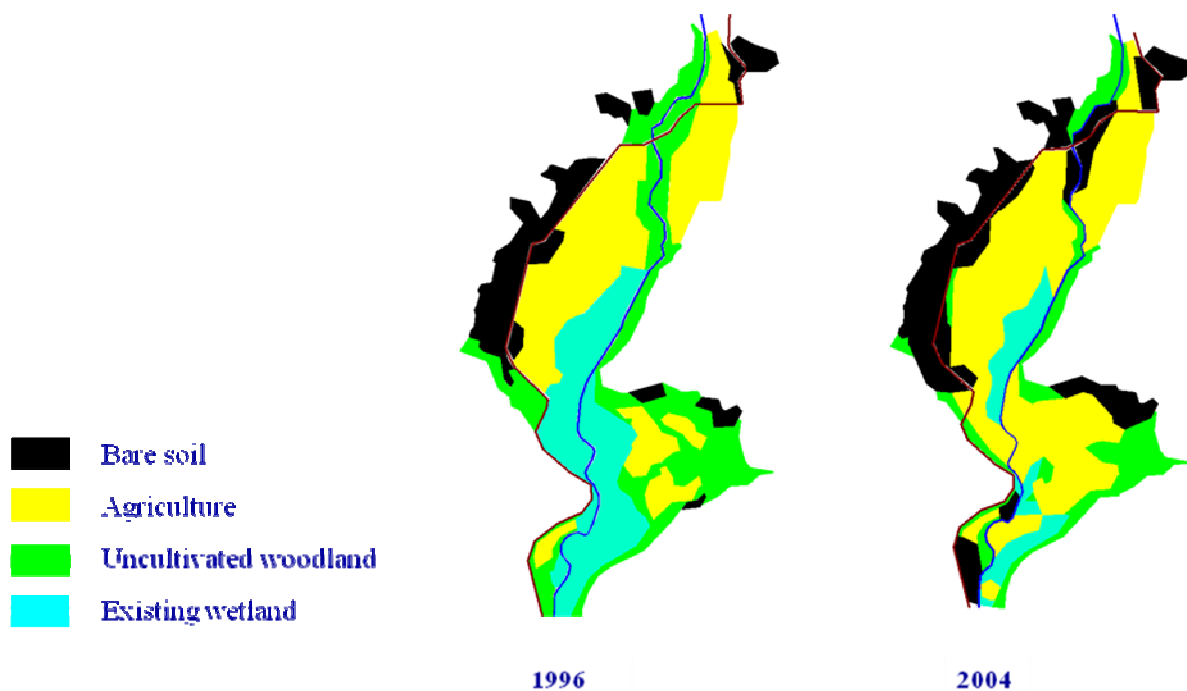 Bare soil
Agriculture
Uncultivated woodland
Existing wetland
1996
2004